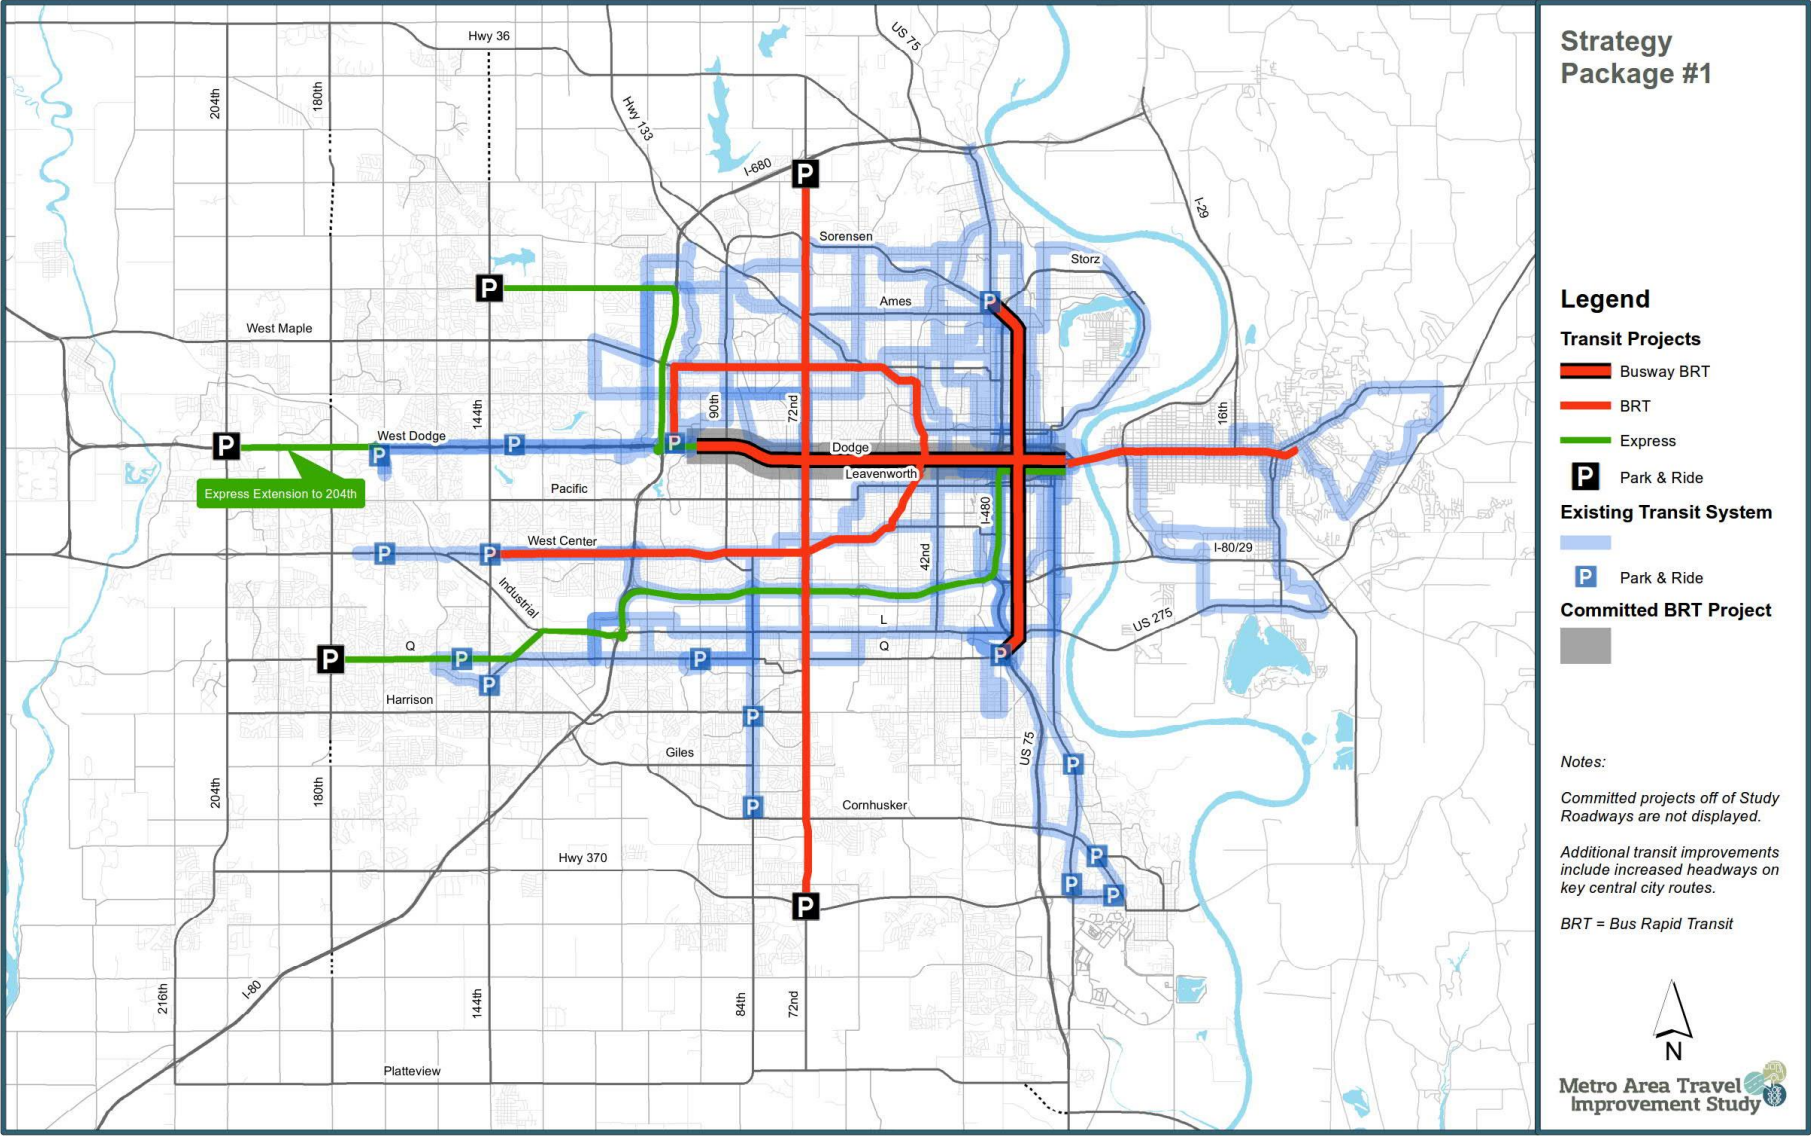 Strategy
Package #1
Legend
Transit Projects
Busway BRT
BRT
Express
P Park & Ride
Existing Transit System
P Park & Ride
Committed BRT Project
Notes:
Committed projects off of Study
Roadways are not displayed.
Additional transit improvements
include increased headways on
key central city routes.
BRT = Bus Rapid Transit
N
Metro Area Travel
Improvement Study
Hwy 36
US 75
204th
180th
Hwy 133
I-680
P
I-29
Sorensen
Storz
P
Ames
P
West Maple
144th
90th
72nd
16th
West Dodge
P
P
P
P
Dodge
Leavenworth
Express Extension to 204th
Pacific
I-480
West Center
P
P
42nd
I-80/29
Industrial
L
US 275
Q
Q
P
P
P
P
P
Harrison
P
US 75
Giles
P
204th
180th
P
Cornhusker
Hwy 370
P
P
P
P
216th
I-80
144th
84th
72nd
Platteview